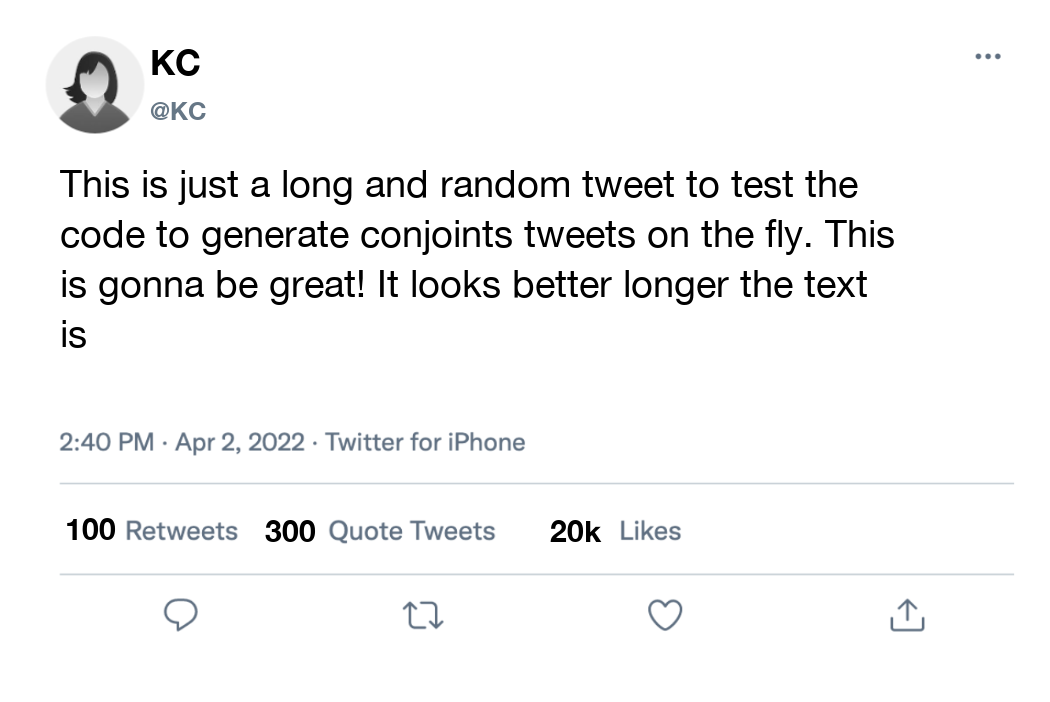 KC
@KC
This is just a long and random tweet to test the
code to generate conjoints tweets on the fly. This
is gonna be great! It looks better longer the text
is
2:40 PM · Apr 2, 2022 · Twitter for iPhone
100 Retweets 300 Quote Tweets 20k Likes